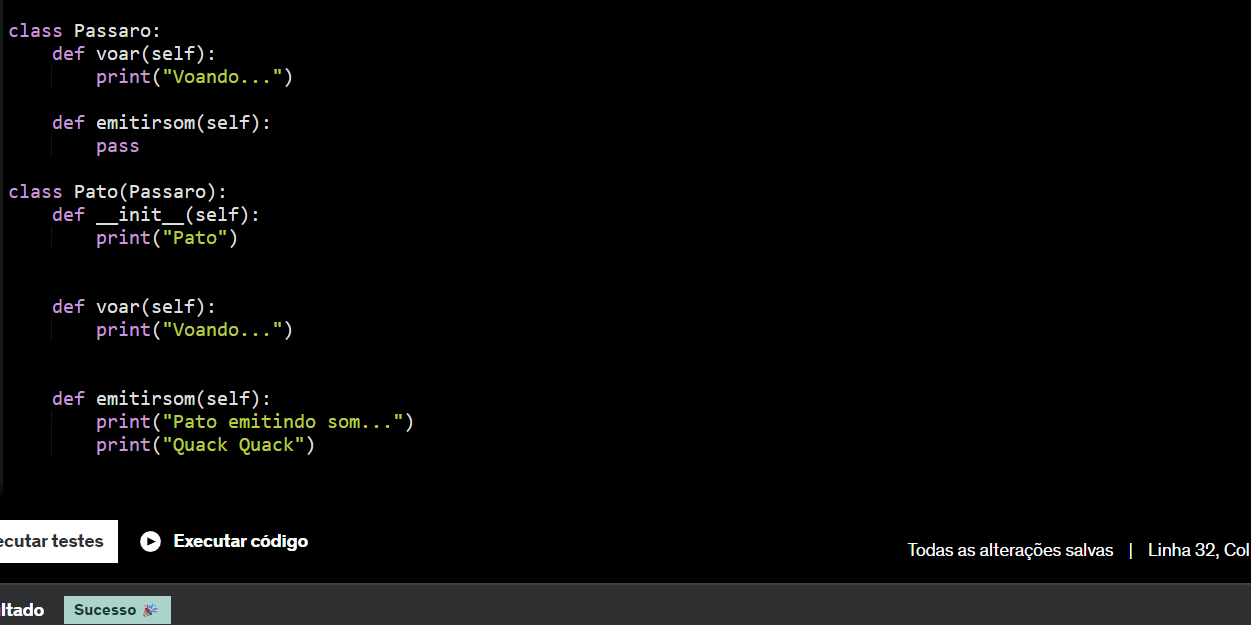 class Passaro:
    def voar(self):
        print("Voando...")
    def emitirsom(self):
        pass
class Pato(Passaro):
    def __init__(self):
        print("Pato")
    def voar(self):
        print("Voando...")
    def emitirsom(self):
        print("Pato emitindo som...")
        print("Quack Quack")
ecutar testes Executar código Todas as alterações salvas | Linha 32, Col
ltado Sucesso 🎉